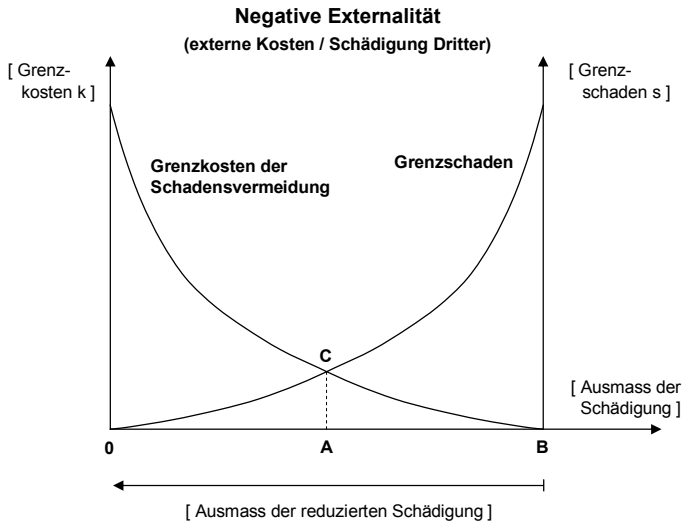 Negative Externalität
(externe Kosten / Schädigung Dritter)
[ Grenz-
kosten k ]
[ Grenz-
schaden s ]
Grenzkosten der
Schadensvermeidung
Grenzschaden
C
[ Ausmass der
Schädigung ]
0
A
B
[ Ausmass der reduzierten Schädigung ]